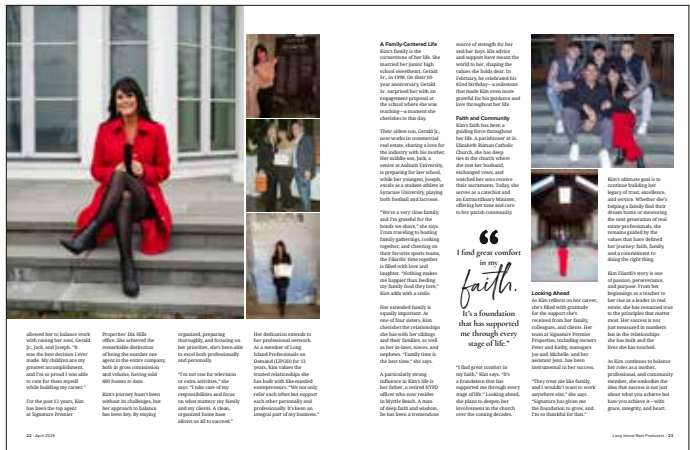 allowed her to balance work
with raising her sons, Gerald
Jr., Jack, and Joseph. "It
was the best decision I ever
made. My children are my
greatest accomplishment,
and I'm so proud I was able
to care for them myself
while building my career."
For the past 12 years, Kim
has been the top agent
at Signature Premier
Properties' Dix Hills
office. She achieved the
remarkable distinction
of being the number one
agent in the entire company,
both in gross commission
and volume, having sold
600 homes to date.
Kim's journey hasn't been
without its challenges, but
her approach to balance
has been key. By staying
organized, preparing
thoroughly, and focusing on
her priorities, she's been able
to excel both professionally
and personally.
"I'm not one for television
or extra activities," she
says. "I take care of my
responsibilities and focus
on what matters: my family
and my clients. A clean,
organized home base
allows us all to succeed."
Her dedication extends to
her professional network.
As a member of Long
Island Professionals on
Demand (LIPOD) for 13
years, Kim values the
trusted relationships she
has built with like-minded
entrepreneurs. "We not only
refer each other but support
each other personally and
professionally. It's been an
integral part of my business."
22 · April 2025
A Family-Centered Life
Kim's family is the
cornerstone of her life. She
married her junior high
school sweetheart, Gerald
Sr., in 1998. On their 10-
year anniversary, Gerald
Sr. surprised her with an
engagement proposal at
the school where she was
teaching—a moment she
cherishes to this day.
Their oldest son, Gerald Jr.,
now works in commercial
real estate, sharing a love for
the industry with his mother.
Her middle son, Jack, a
senior at Auburn University,
is preparing for law school,
while her youngest, Joseph,
excels as a student-athlete at
Syracuse University, playing
both football and lacrosse.
"We're a very close family,
and I'm grateful for the
bonds we share," she says.
From traveling to hosting
family gatherings, cooking
together, and cheering on
their favorite sports teams,
the Filardis' time together
is filled with love and
laughter. "Nothing makes
me happier than feeding
my family food they love,"
Kim adds with a smile.
Her extended family is
equally important. As
one of four sisters, Kim
cherishes the relationships
she has with her siblings
and their families, as well
as her in-laws, nieces, and
nephews. "Family time is
the best time," she says.
A particularly strong
influence in Kim's life is
her father, a retired NYPD
officer who now resides
in Myrtle Beach. A man
of deep faith and wisdom,
he has been a tremendous
source of strength for her
and her boys. His advice
and support have meant the
world to her, shaping the
values she holds dear. In
February, he celebrated his
82nd birthday—a milestone
that made Kim even more
grateful for his guidance and
love throughout her life.
Faith and Community
Kim's faith has been a
guiding force throughout
her life. A parishioner at St.
Elizabeth Roman Catholic
Church, she has deep
ties to the church where
she met her husband,
exchanged vows, and
watched her sons receive
their sacraments. Today, she
serves as a catechist and
an Extraordinary Minister,
offering her time and care
to her parish community.
“
I find great comfort
in my
faith.
It's a foundation
that has supported
me through every
stage of life."
"I find great comfort in
my faith," Kim says. "It's
a foundation that has
supported me through every
stage of life." Looking ahead,
she plans to deepen her
involvement in the church
over the coming decades.
Looking Ahead
As Kim reflects on her career,
she's filled with gratitude
for the support she's
received from her family,
colleagues, and clients. Her
team at Signature Premier
Properties, including owners
Peter and Kathy, managers
Joe and Michelle, and her
assistant Jenn, has been
instrumental in her success.
"They treat me like family,
and I wouldn't want to work
anywhere else," she says.
"Signature has given me
the foundation to grow, and
I'm so thankful for that."
Kim's ultimate goal is to
continue building her
legacy of trust, excellence,
and service. Whether she's
helping a family find their
dream home or mentoring
the next generation of real
estate professionals, she
remains guided by the
values that have defined
her journey: faith, family,
and a commitment to
doing the right thing.
Kim Filardi's story is one
of passion, perseverance,
and purpose. From her
beginnings as a teacher to
her rise as a leader in real
estate, she has remained true
to the principles that matter
most. Her success is not
just measured in numbers
but in the relationships
she has built and the
lives she has touched.
As Kim continues to balance
her roles as a mother,
professional, and community
member, she embodies the
idea that success is not just
about what you achieve but
how you achieve it—with
grace, integrity, and heart.
Long Island Real Producers · 23